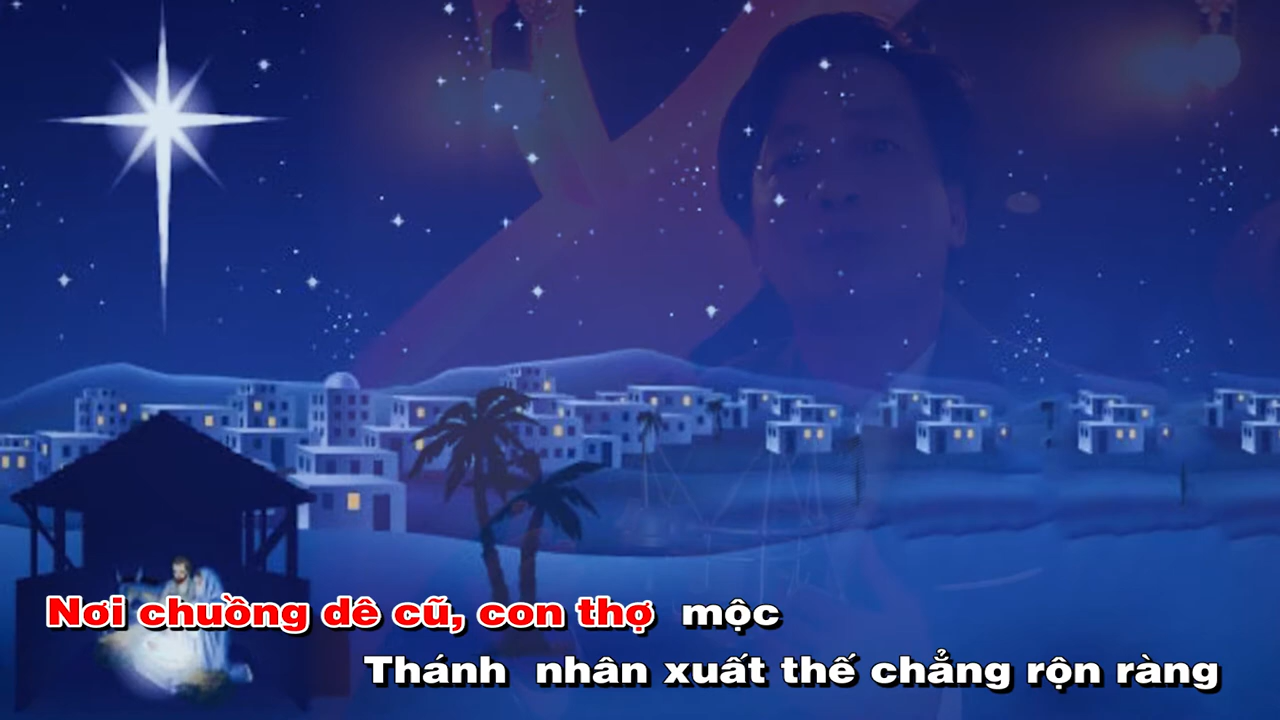 Nơi chuồng dê cũ, con thợ mộc
Thánh nhân xuất thế chẳng rộn ràng